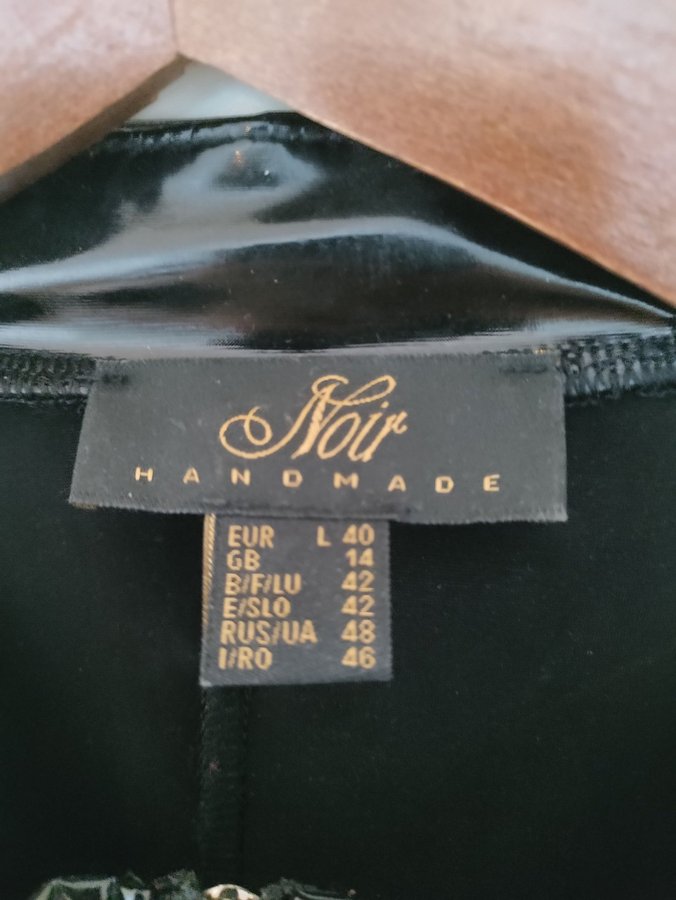 Noir
HANDMADE
EUR L 40
GB 14
B/F/LU 42
E/SLO 42
RUS/UA 48
I/RO 46